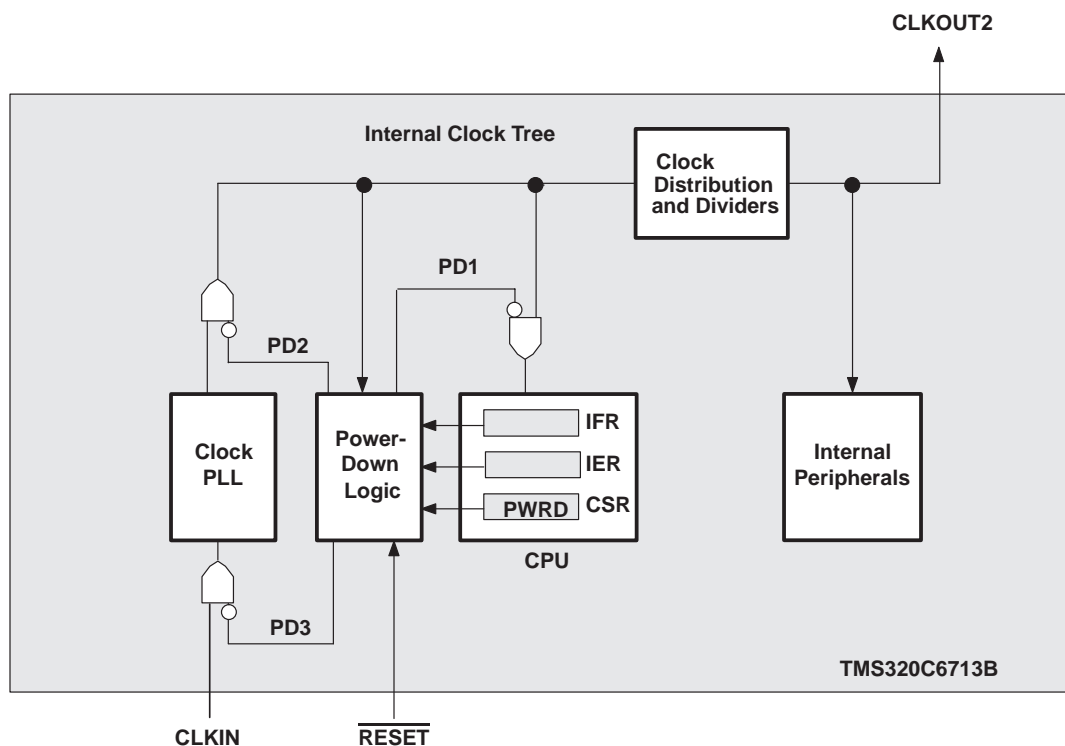 CLKOUT2
Internal Clock Tree
Clock
Distribution
and Dividers
PD1
PD2
Clock
PLL
Power-
Down
Logic
IFR
IER
PWRD
CSR
CPU
Internal
Peripherals
PD3
TMS320C6713B
CLKIN
RESET